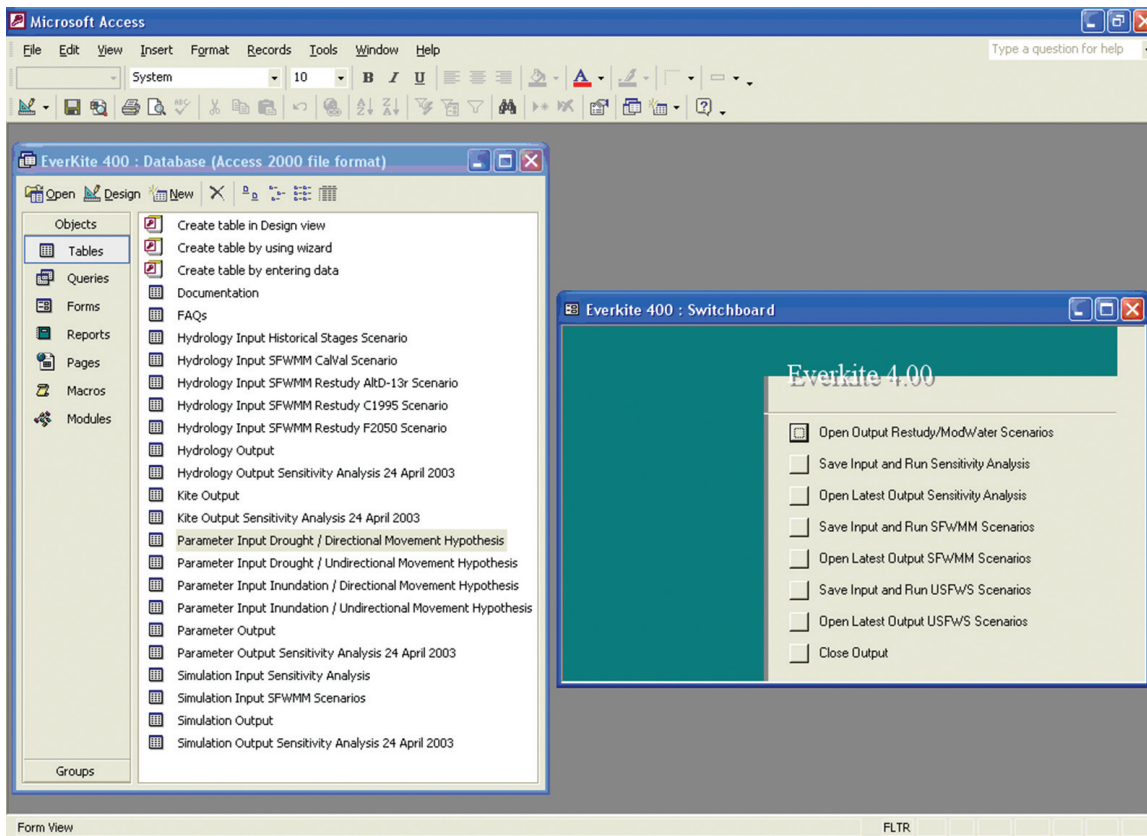 Microsoft Access
File Edit View Insert Format Records Tools Window Help Type a question for help
System 10 B I U A
EverKite 400 : Database (Access 2000 file format)
Open Design New
Objects
Tables
Queries
Forms
Reports
Pages
Macros
Modules
Groups
Create table in Design view
Create table by using wizard
Create table by entering data
Documentation
FAQs
Hydrology Input Historical Stages Scenario
Hydrology Input SFWMM CalVal Scenario
Hydrology Input SFWMM Restudy AltD-13r Scenario
Hydrology Input SFWMM Restudy C1995 Scenario
Hydrology Input SFWMM Restudy F2050 Scenario
Hydrology Output
Hydrology Output Sensitivity Analysis 24 April 2003
Kite Output
Kite Output Sensitivity Analysis 24 April 2003
Parameter Input Drought / Directional Movement Hypothesis
Parameter Input Drought / Undirectional Movement Hypothesis
Parameter Input Inundation / Directional Movement Hypothesis
Parameter Input Inundation / Undirectional Movement Hypothesis
Parameter Output
Parameter Output Sensitivity Analysis 24 April 2003
Simulation Input Sensitivity Analysis
Simulation Input SFWMM Scenarios
Simulation Output
Simulation Output Sensitivity Analysis 24 April 2003
Everkite 400 : Switchboard
Everkite 4.00
Open Output Restudy/ModWater Scenarios
Save Input and Run Sensitivity Analysis
Open Latest Output Sensitivity Analysis
Save Input and Run SFWMM Scenarios
Open Latest Output SFWMM Scenarios
Save Input and Run USFWS Scenarios
Open Latest Output USFWS Scenarios
Close Output
Form View FLTR